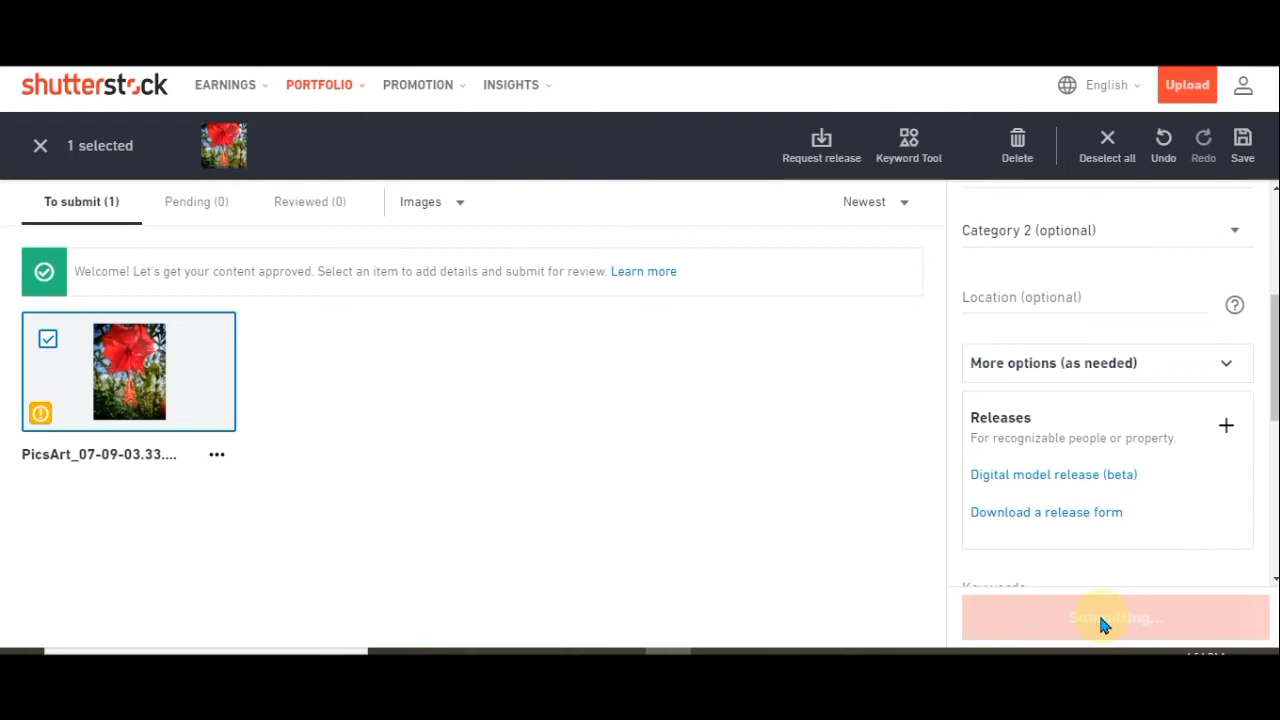 shutterstock EARNINGS PORTFOLIO PROMOTION INSIGHTS English Upload
1 selected Request release Keyword Tool Delete Deselect all Undo Redo Save
To submit (1) Pending (0) Reviewed (0) Images Newest
Category 2 (optional)
Welcome! Let's get your content approved. Select an item to add details and submit for review. Learn more
Location (optional)
More options (as needed)
Releases
For recognizable people or property.
PicsArt_07-09-03.33....
Digital model release (beta)
Download a release form
Keywords
Submitting...